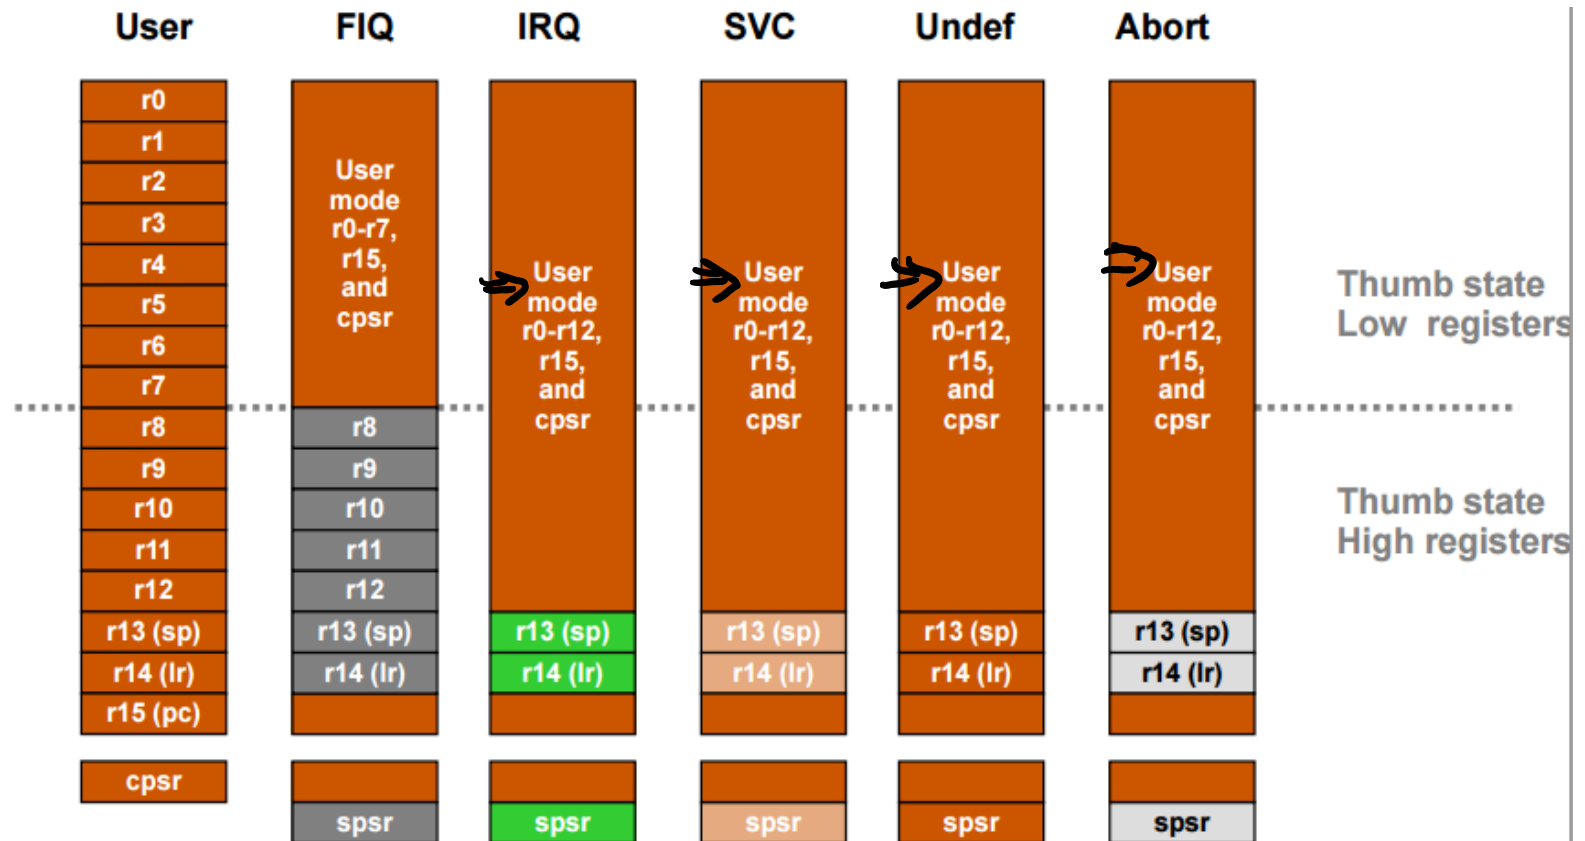 User FIQ IRQ SVC Undef Abort
r0
r1
r2
r3
r4
r5
r6
r7
r8
r9
r10
r11
r12
r13 (sp)
r14 (lr)
r15 (pc)
cpsr
User
mode
r0-r7,
r15,
and
cpsr
r8
r9
r10
r11
r12
r13 (sp)
r14 (lr)
spsr
User
mode
r0-r12,
r15,
and
cpsr
r13 (sp)
r14 (lr)
spsr
User
mode
r0-r12,
r15,
and
cpsr
r13 (sp)
r14 (lr)
spsr
User
mode
r0-r12,
r15,
and
cpsr
r13 (sp)
r14 (lr)
spsr
User
mode
r0-r12,
r15,
and
cpsr
r13 (sp)
r14 (lr)
spsr
Thumb state
Low registers
Thumb state
High registers